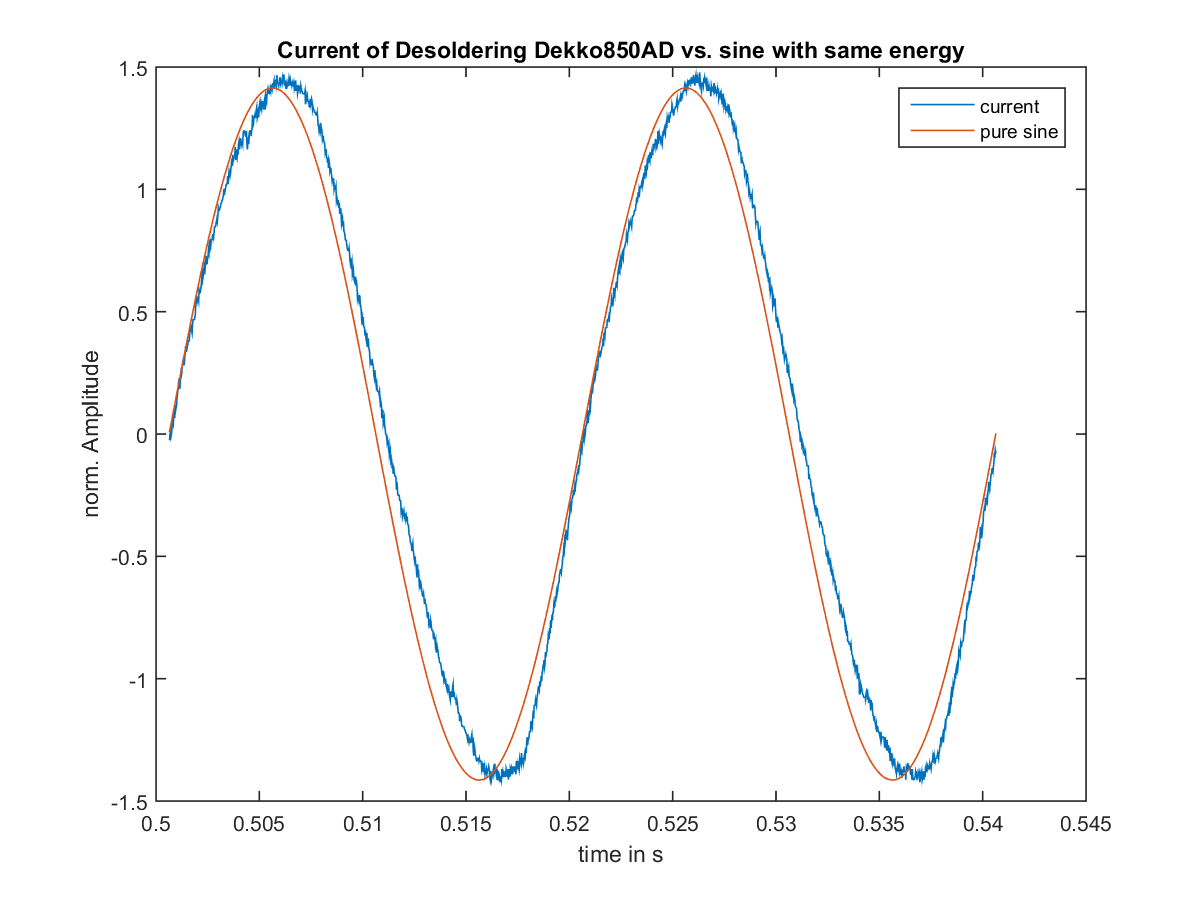 Current of Desoldering Dekko850AD vs. sine with same energy
current
pure sine
norm. Amplitude
1.5
1
0.5
0
-0.5
-1
-1.5
0.5 0.505 0.51 0.515 0.52 0.525 0.53 0.535 0.54 0.545
time in s